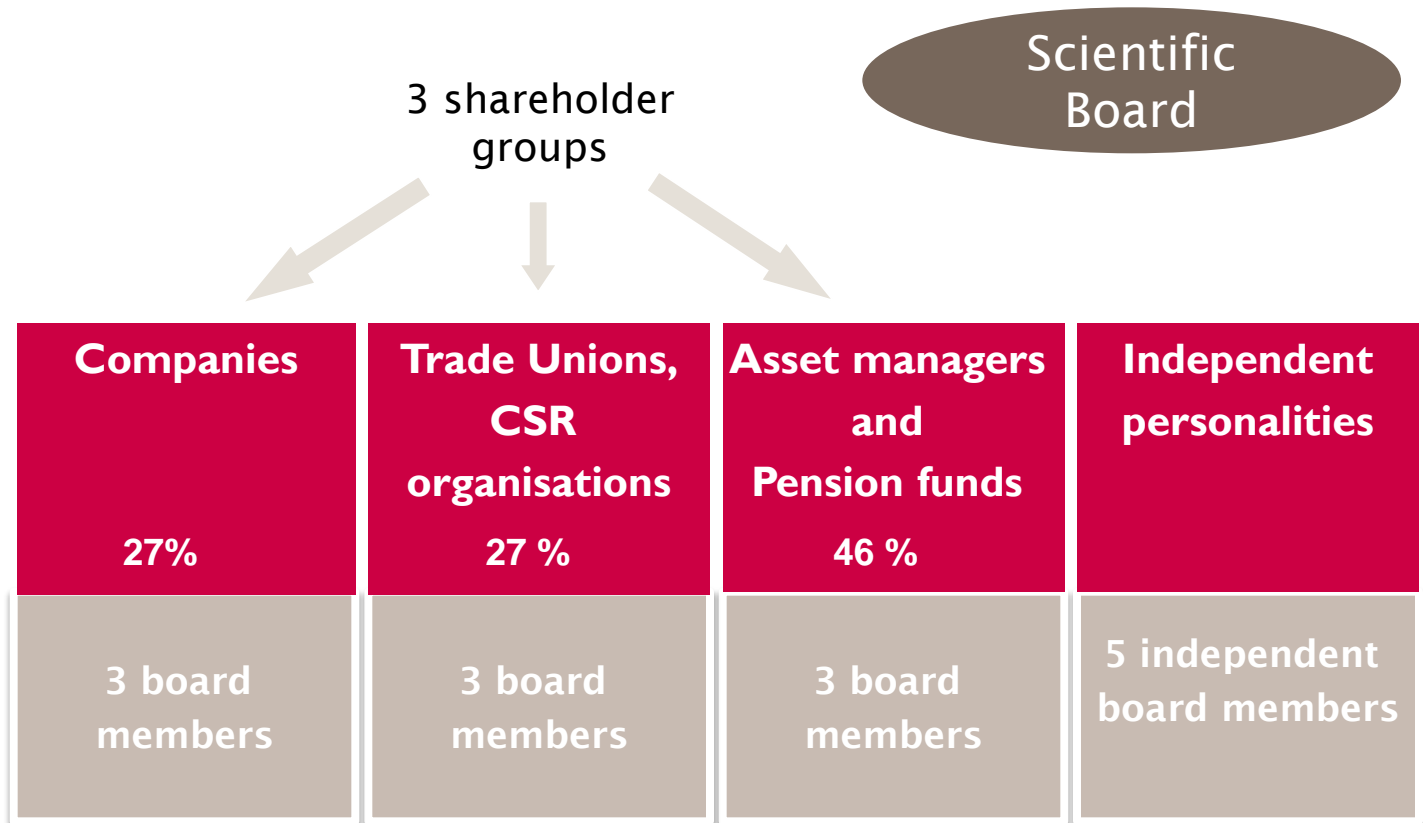 Scientific
Board
3 shareholder
groups
Companies
27%
Trade Unions,
CSR
organisations
27 %
Asset managers
and
Pension funds
46 %
Independent
personalities
3 board
members
3 board
members
3 board
members
5 independent
board members